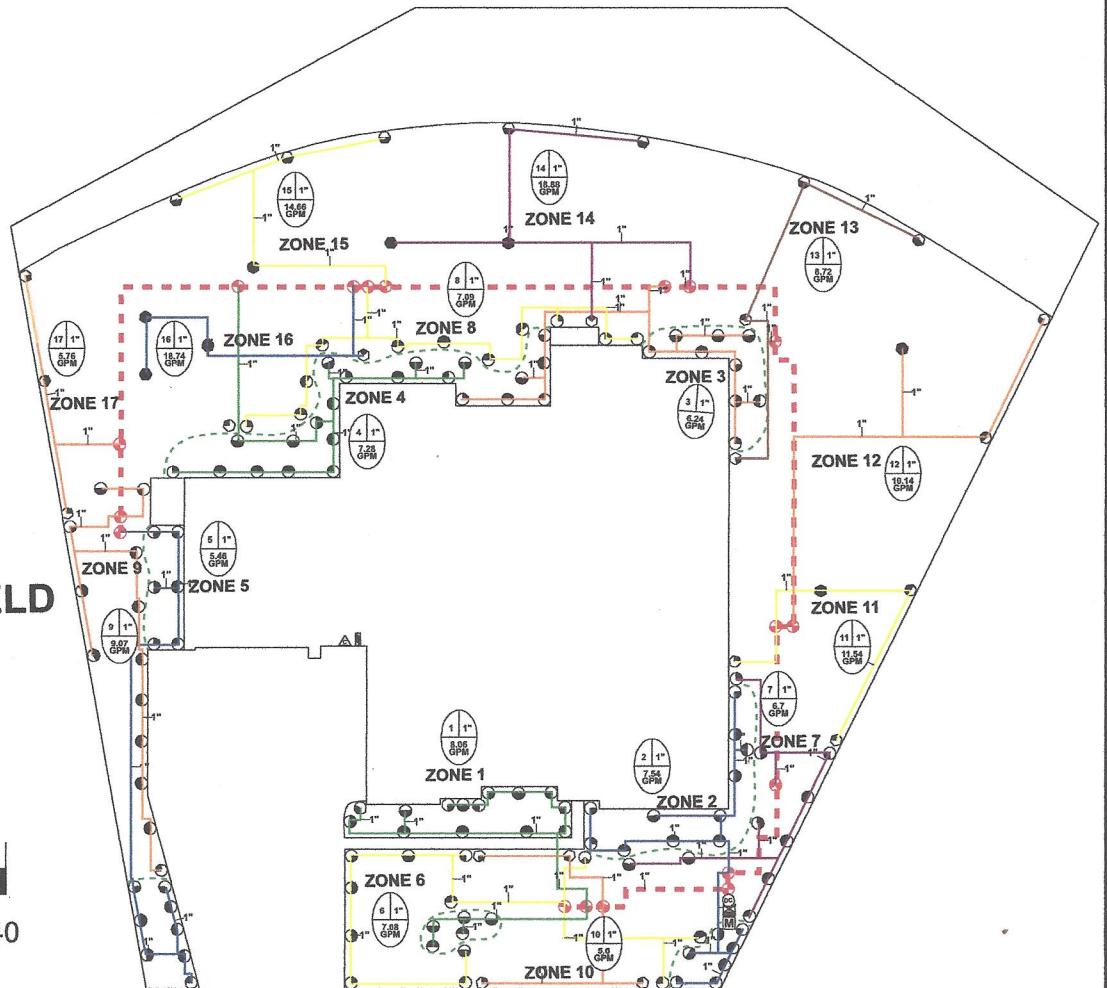 1"
14 1"
18.88
GPM
15 1"
14.66
GPM
ZONE 14
ZONE 13
ZONE 15
13 1"
8.72
GPM
8 1"
7.09
GPM
ZONE 8
17 1"
5.76
GPM
16 1"
18.74
GPM
ZONE 16
ZONE 17
ZONE 4
ZONE 3
3 1"
6.24
GPM
4 1"
7.28
GPM
ZONE 12
12 1"
10.14
GPM
5 1"
5.46
GPM
ZONE 9
ZONE 5
ELD
ZONE 11
9 1"
9.07
GPM
11 1"
11.54
GPM
7 1"
6.7
GPM
1 1"
8.06
GPM
ZONE 7
2 1"
7.54
GPM
ZONE 1
ZONE 2
ZONE 6
6 1"
7.08
GPM
M
10 1"
5.6
GPM
ZONE 10